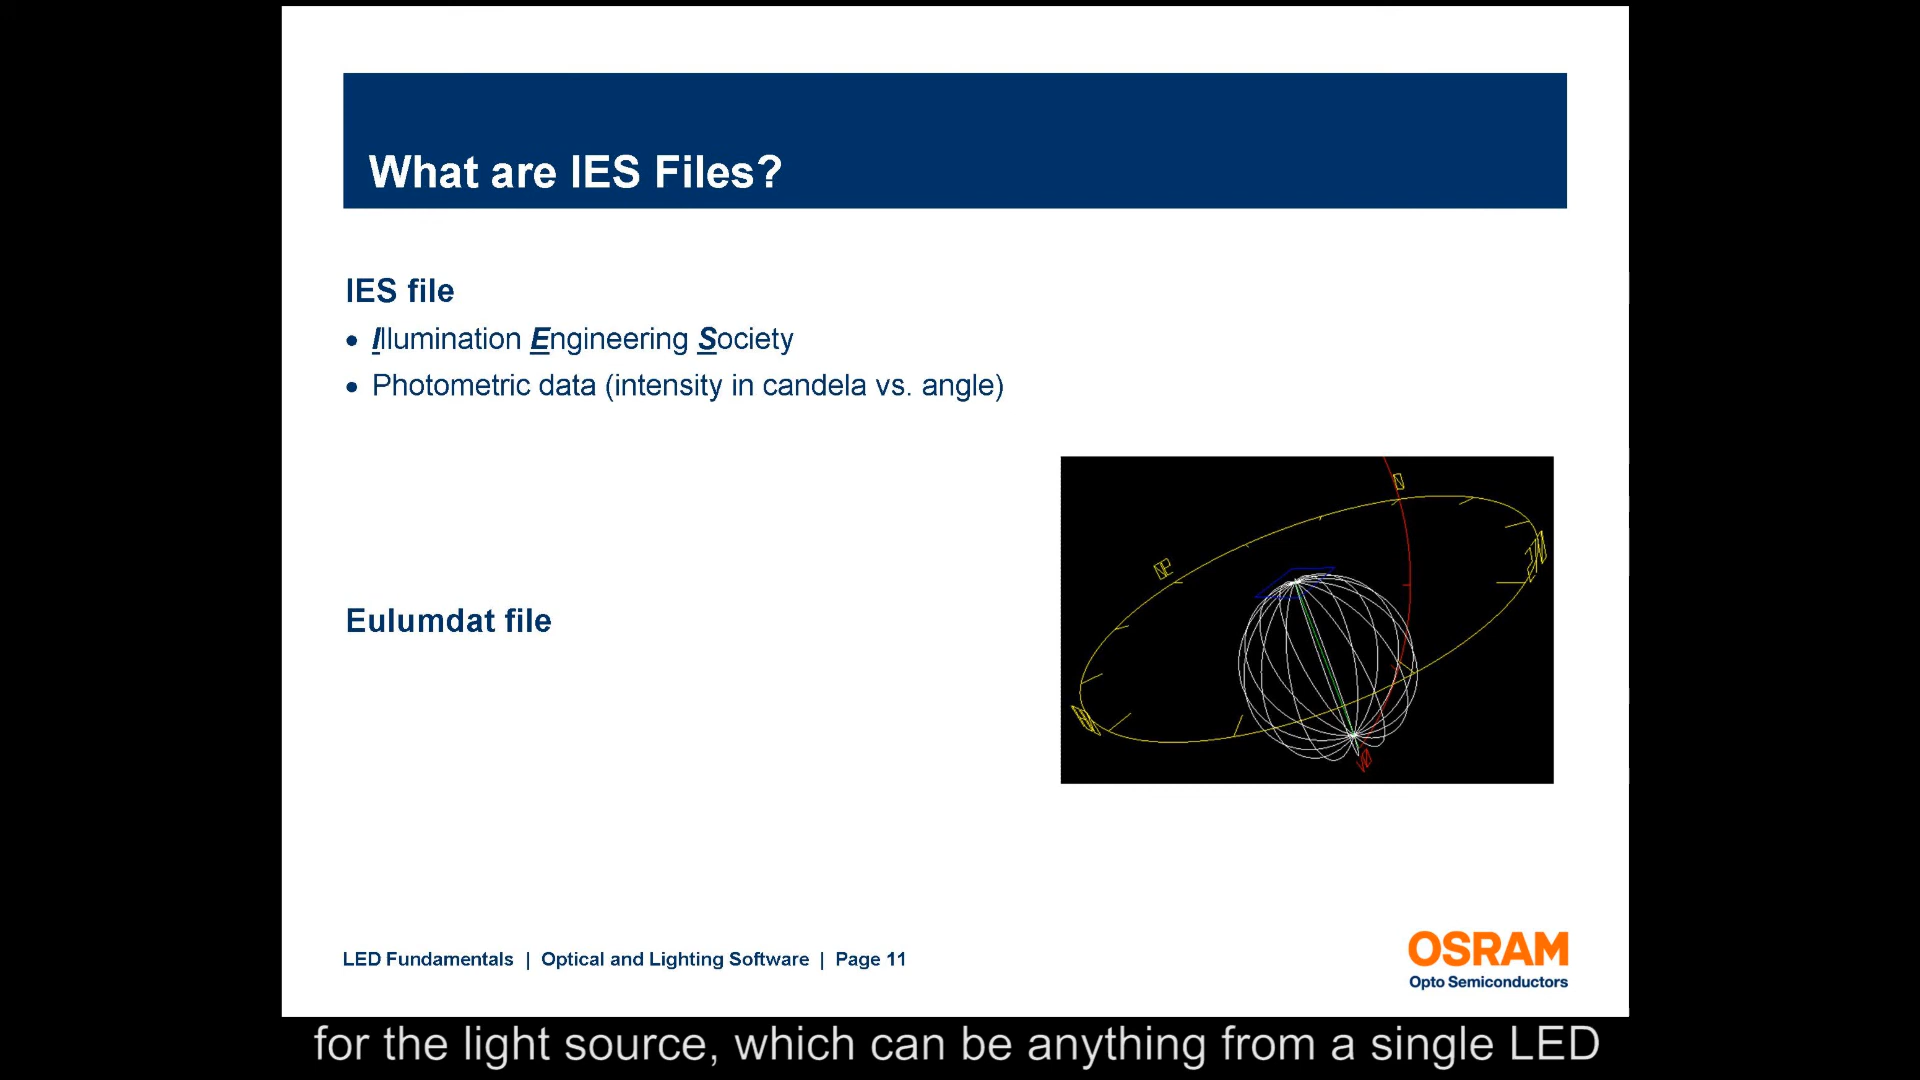 What are IES Files?
IES file
• Illumination Engineering Society
• Photometric data (intensity in candela vs. angle)
Eulumdat file
LED Fundamentals | Optical and Lighting Software | Page 11
OSRAM
Opto Semiconductors
for the light source, which can be anything from a single LED